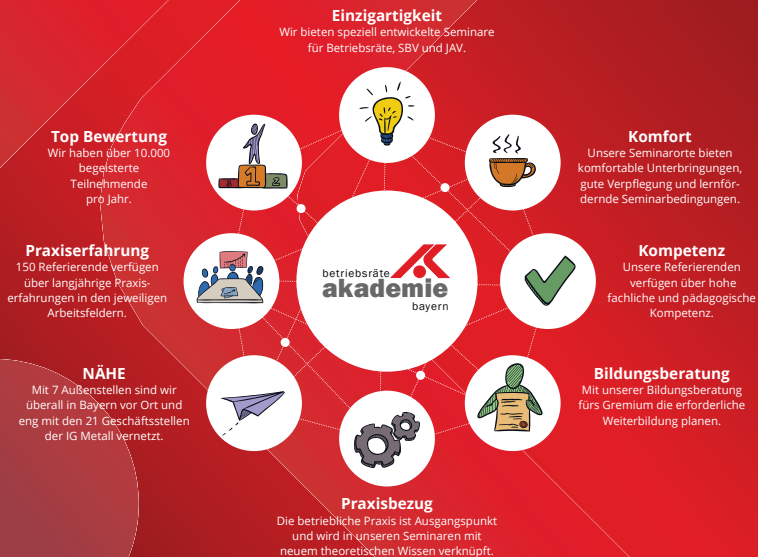 Einzigartigkeit
Wir bieten speziell entwickelte Seminare
für Betriebsräte, SBV und JAV.
Top Bewertung
Wir haben über 10.000
begeisterte
Teilnehmende
pro Jahr.
3 1 2
Komfort
Unsere Seminarorte bieten
komfortable Unterbringungen,
gute Verpflegung und lernför-
dernde Seminarbedingungen.
Praxiserfahrung
150 Referierende verfügen
über langjährige Praxis-
erfahrungen in den jeweiligen
Arbeitsfeldern.
betriebsräte
akademie
bayern
Kompetenz
Unsere Referierenden
verfügen über hohe
fachliche und pädagogische
Kompetenz.
NÄHE
Mit 7 Außenstellen sind wir
überall in Bayern vor Ort und
eng mit den 21 Geschäftsstellen
der IG Metall vernetzt.
Bildungsberatung
Mit unserer Bildungsberatung
fürs Gremium die erforderliche
Weiterbildung planen.
Praxisbezug
Die betriebliche Praxis ist Ausgangspunkt
und wird in unseren Seminaren mit
neuem theoretischen Wissen verknüpft.